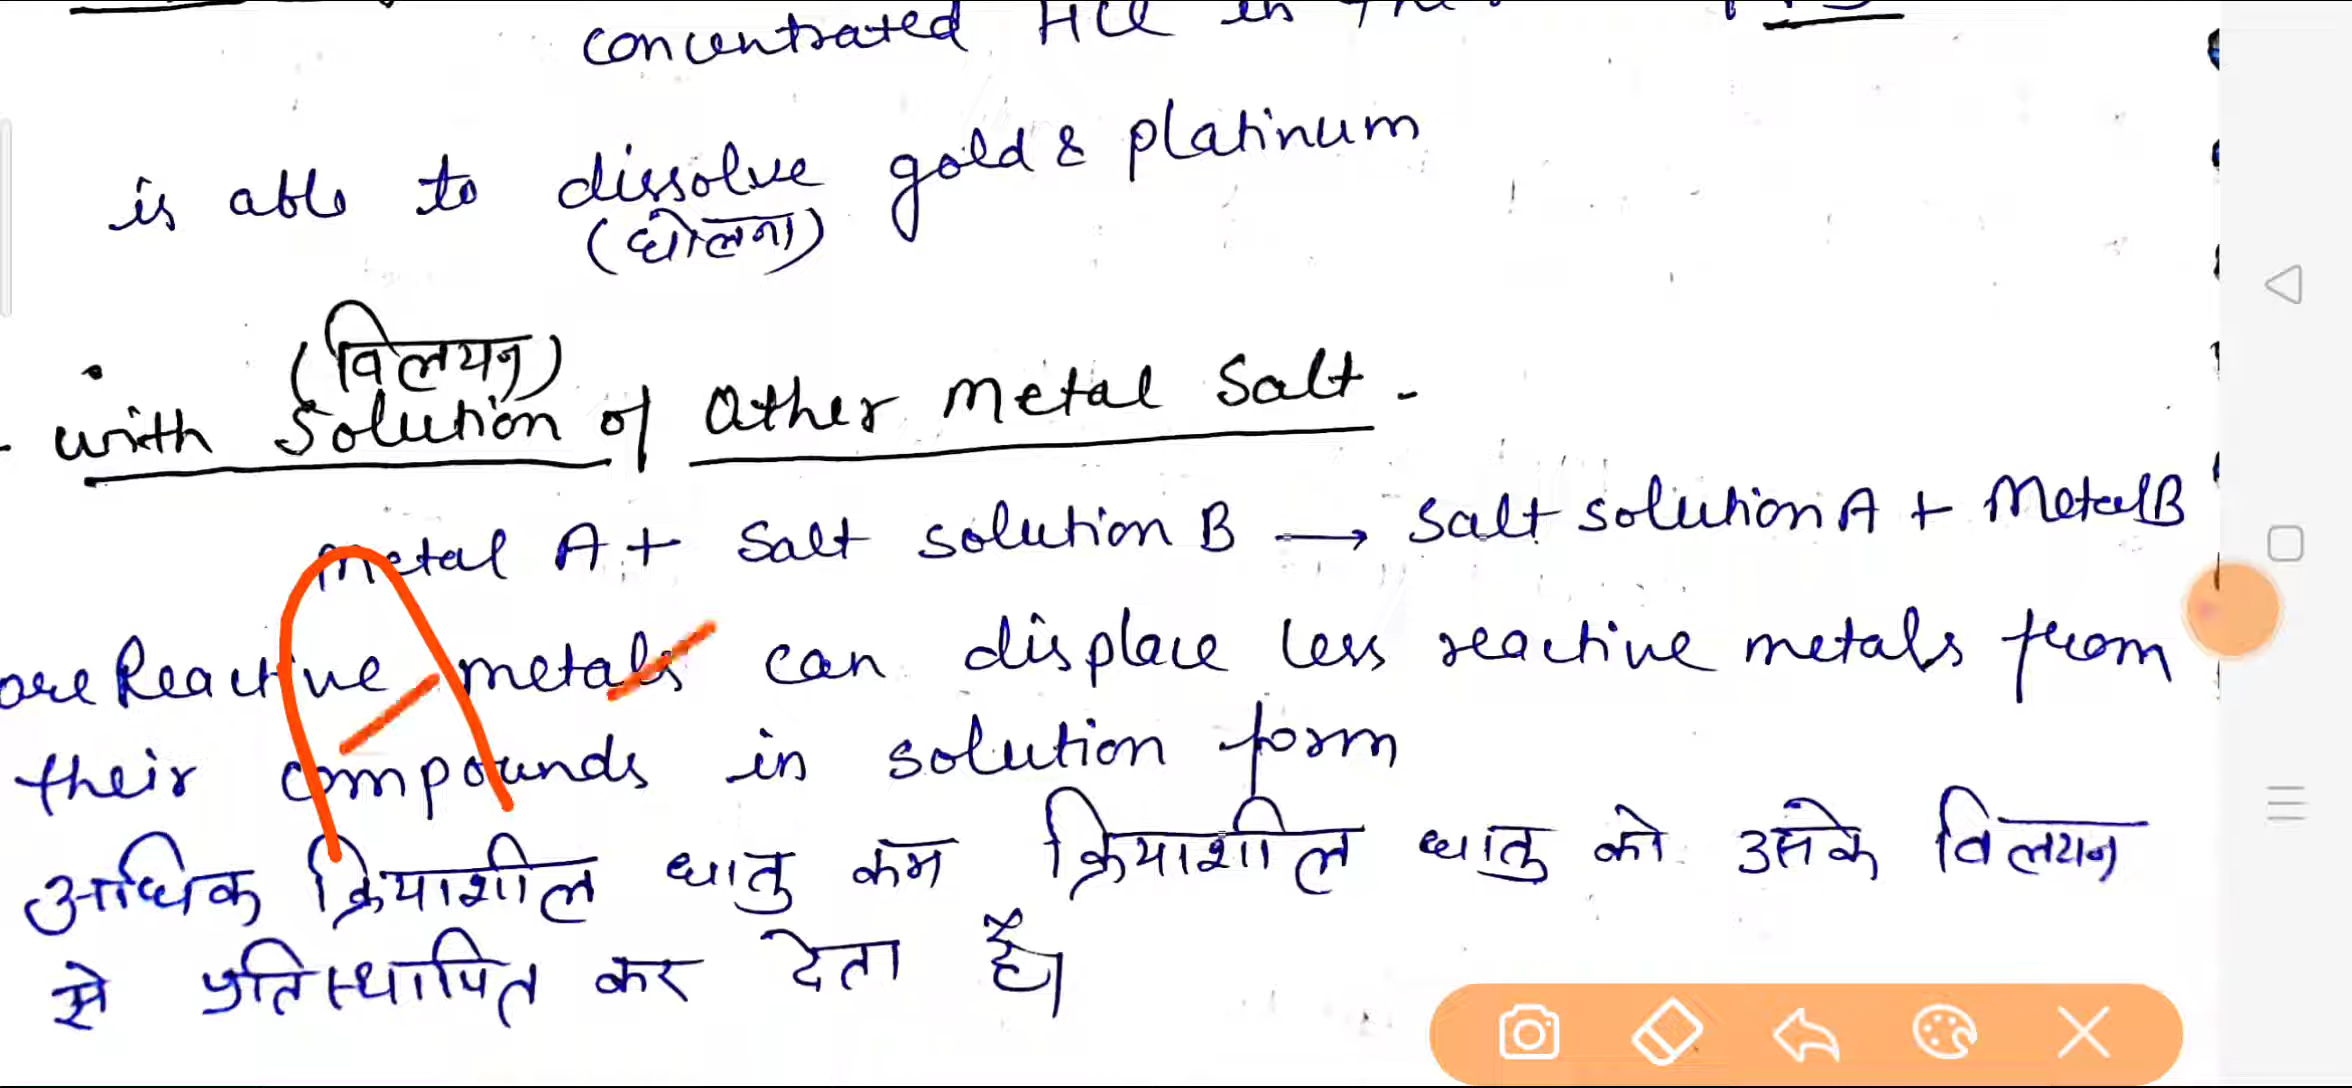 concentrated HCl in
is able to dissolve gold & platinum
(घोलना)
(विलयन)
with Solution of Other Metal Salt -
metal A + Salt solution B → Salt solution A + Metal B
ore Reactive metals can displace less reactive metals from
their compounds in solution form
अधिक क्रियाशील धातु कम क्रियाशील धातु को उसके विलयन
से प्रतिस्थापित कर देता है।